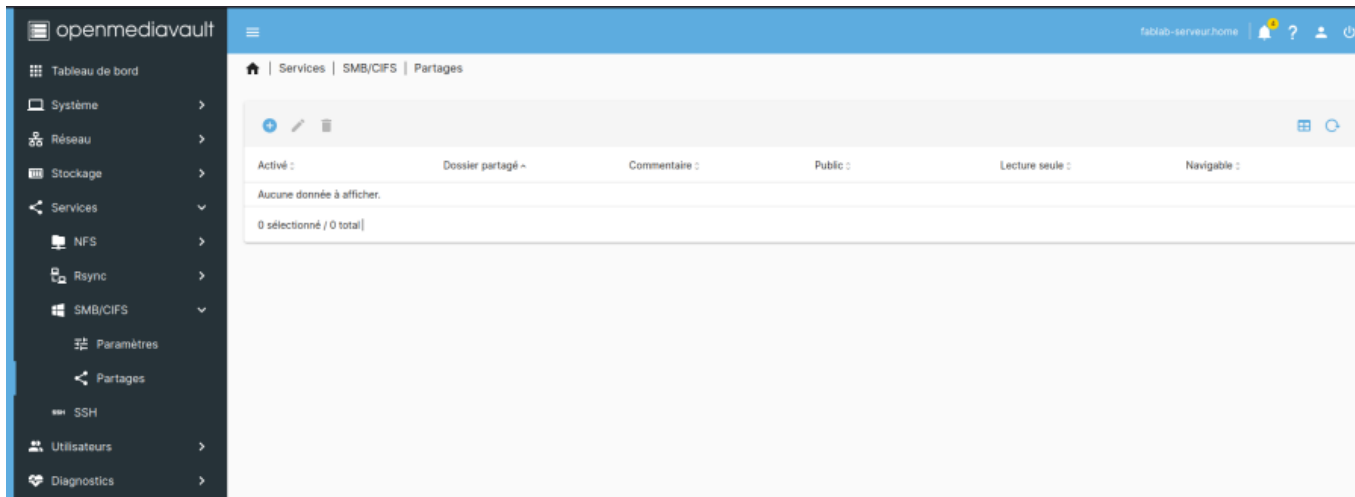 openmediavault
fablab-serveur.home | 4 ?
Tableau de bord
Système
Réseau
Stockage
Services
NFS
Rsync
SMB/CIFS
Paramètres
Partages
SSH
Utilisateurs
Diagnostics
| Services | SMB/CIFS | Partages
Activé Dossier partagé Commentaire Public Lecture seule Navigable
Aucune donnée à afficher.
0 sélectionné / 0 total